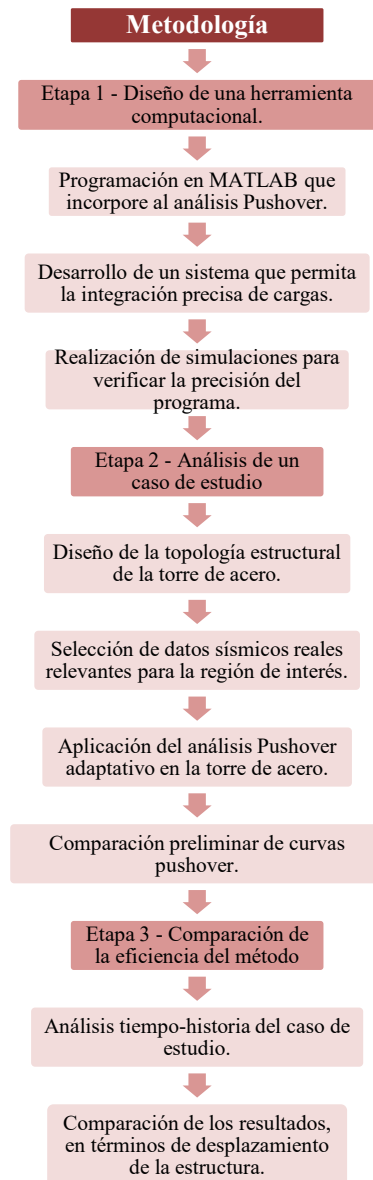 Metodología
Etapa 1 - Diseño de una herramienta
computacional.
Programación en MATLAB que
incorpore al análisis Pushover.
Desarrollo de un sistema que permita
la integración precisa de cargas.
Realización de simulaciones para
verificar la precisión del
programa.
Etapa 2 - Análisis de un
caso de estudio
Diseño de la topología estructural
de la torre de acero.
Selección de datos sísmicos reales
relevantes para la región de interés.
Aplicación del análisis Pushover
adaptativo en la torre de acero.
Comparación preliminar de curvas
pushover.
Etapa 3 - Comparación de
la eficiencia del método
Análisis tiempo-historia del caso de
estudio.
Comparación de los resultados,
en términos de desplazamiento
de la estructura.